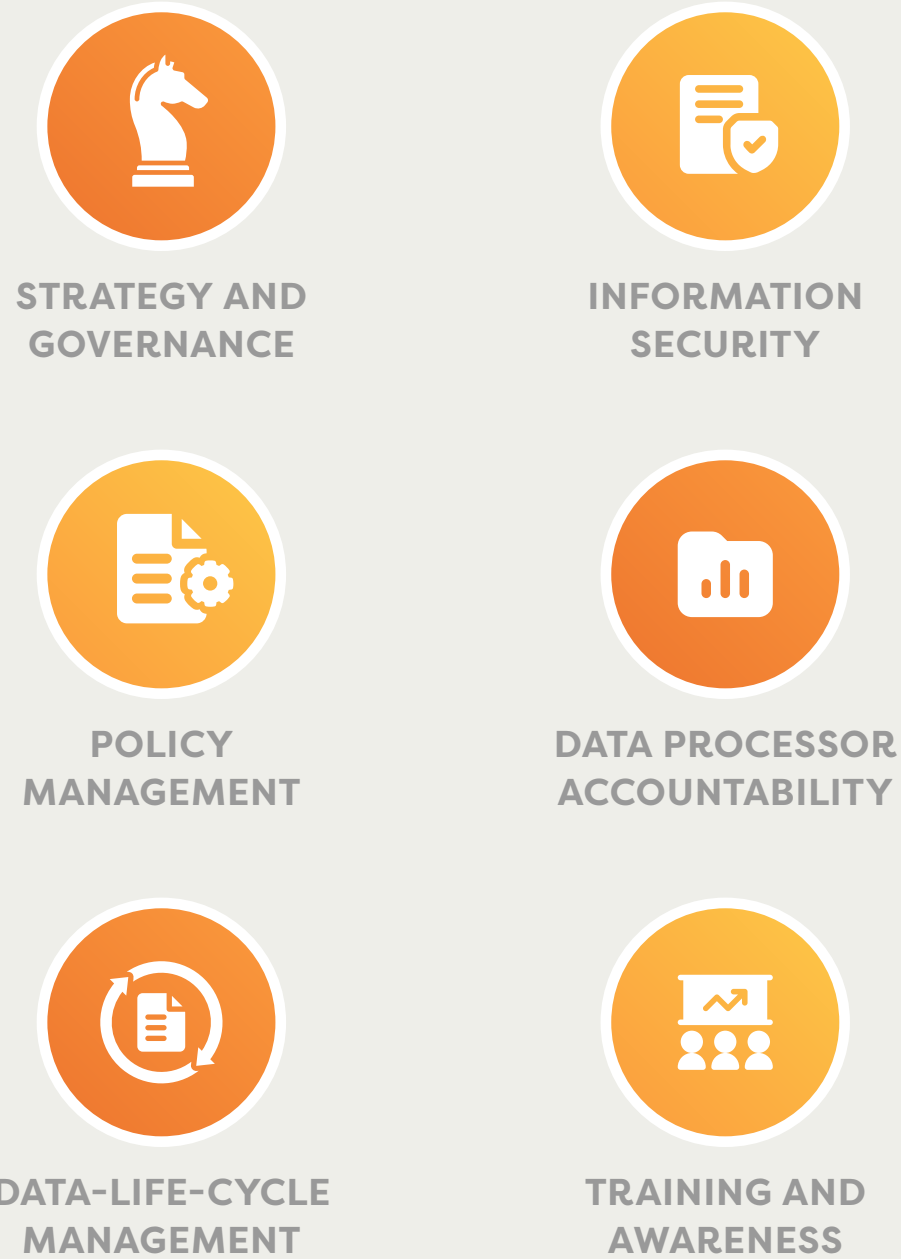 STRATEGY AND
GOVERNANCE
INFORMATION
SECURITY
POLICY
MANAGEMENT
DATA PROCESSOR
ACCOUNTABILITY
DATA-LIFE-CYCLE
MANAGEMENT
TRAINING AND
AWARENESS